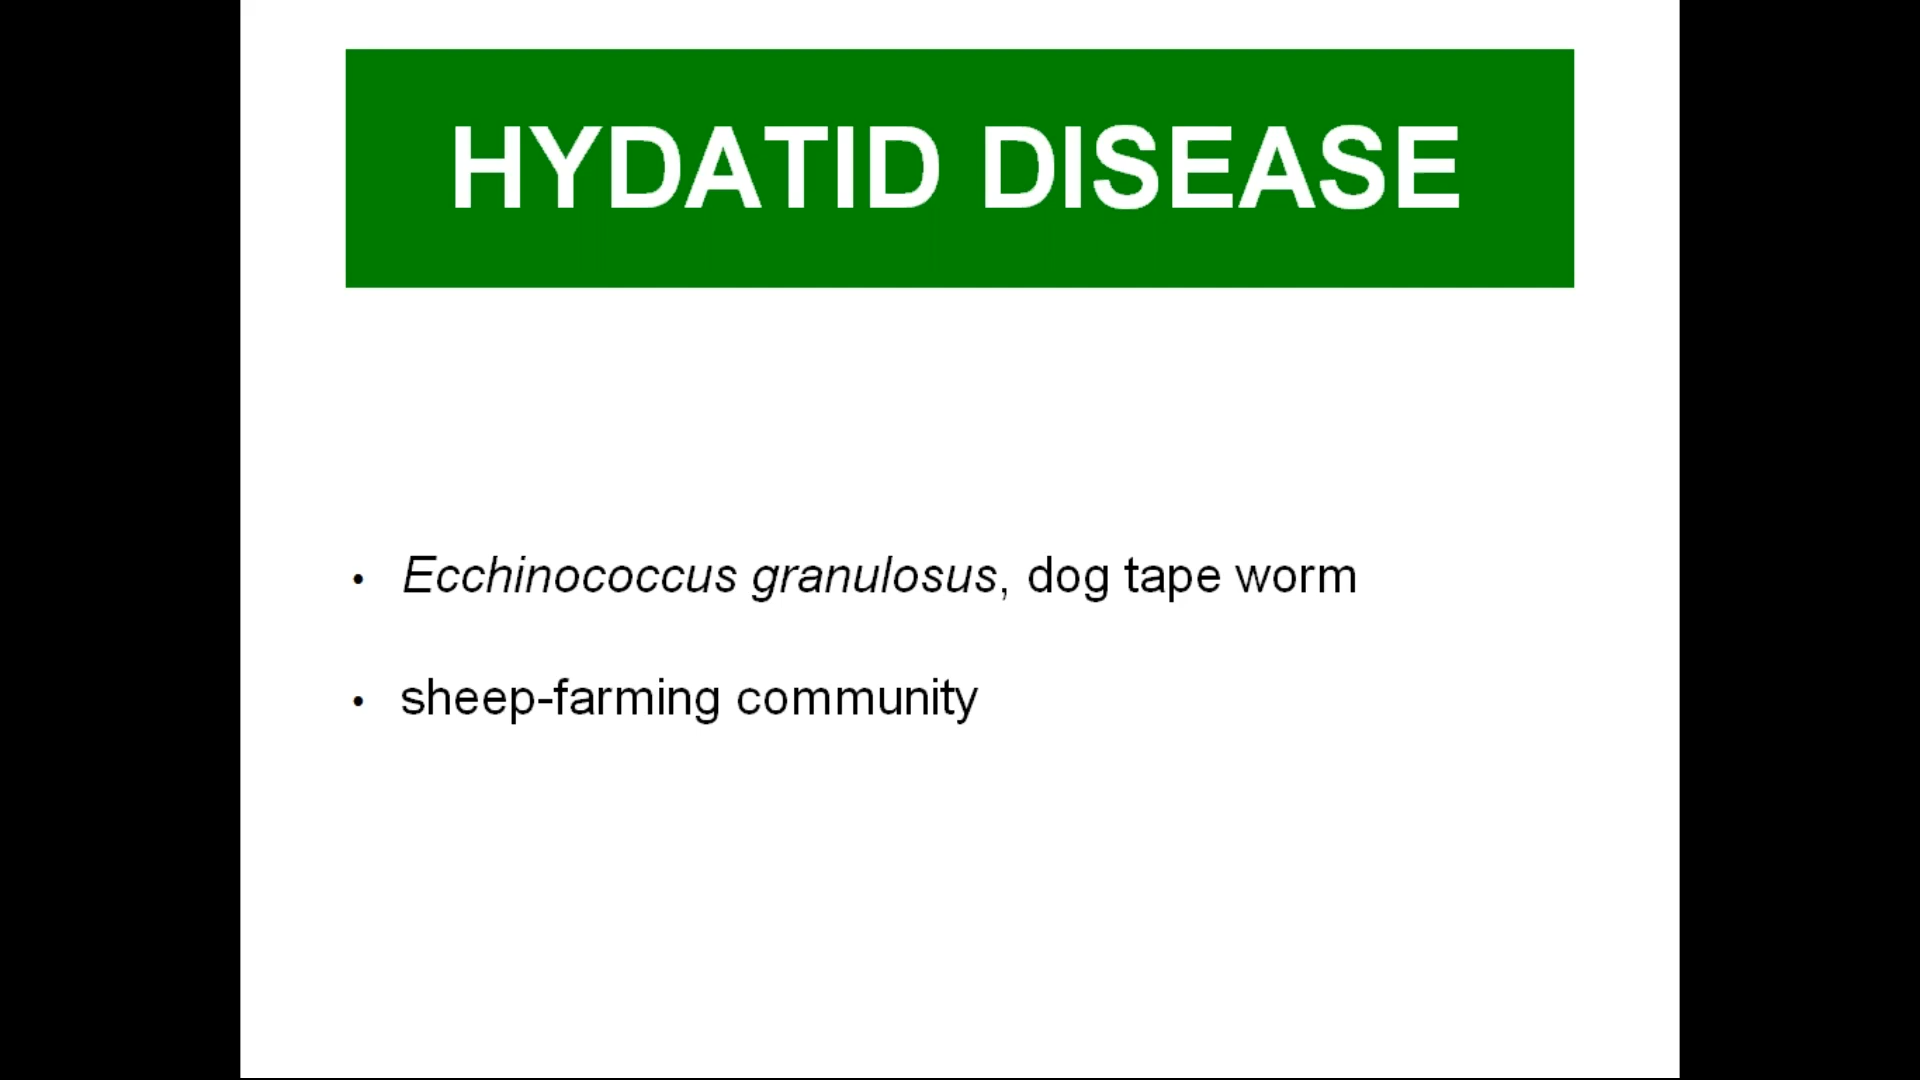 HYDATID DISEASE
• Ecchinococcus granulosus, dog tape worm
• sheep-farming community